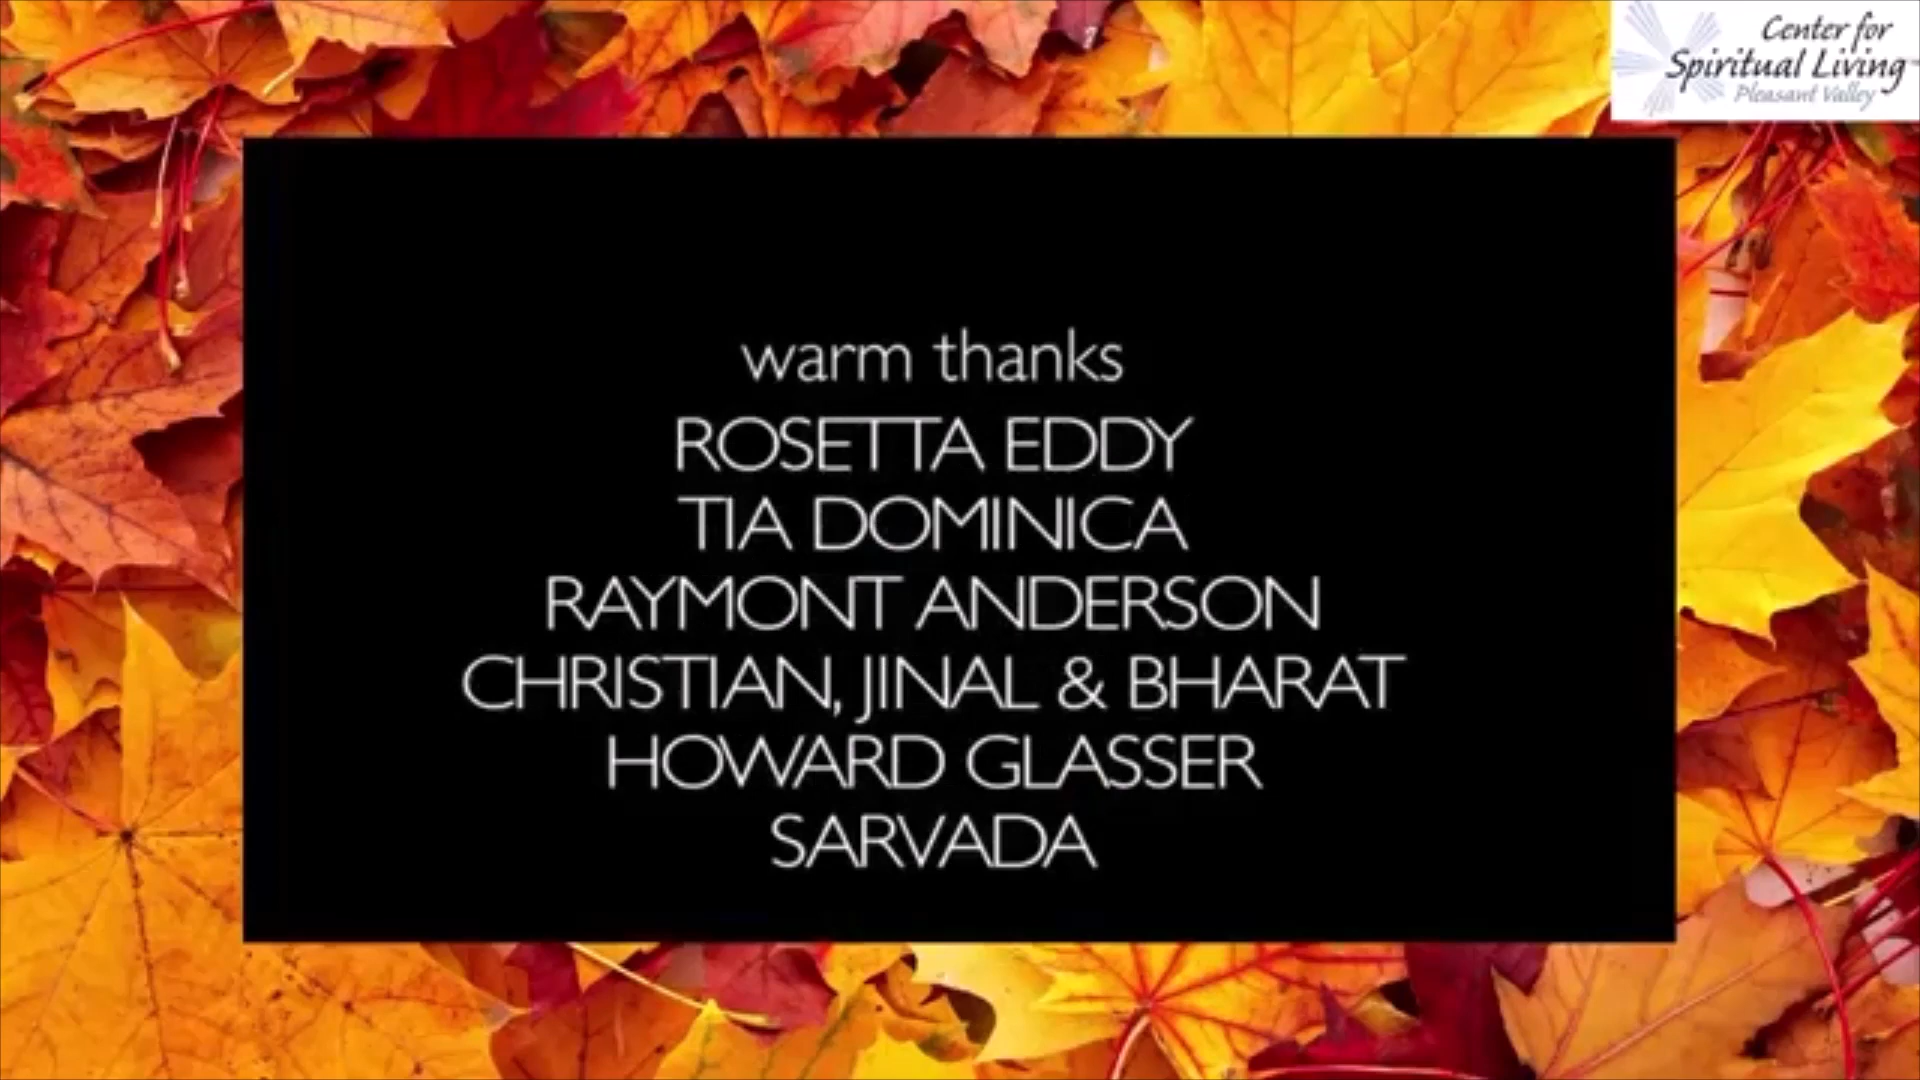 Center for
Spiritual Living
Pleasant Valley
warm thanks
ROSETTA EDDY
TIA DOMINICA
RAYMONT ANDERSON
CHRISTIAN, JINAL & BHARAT
HOWARD GLASSER
SARVADA